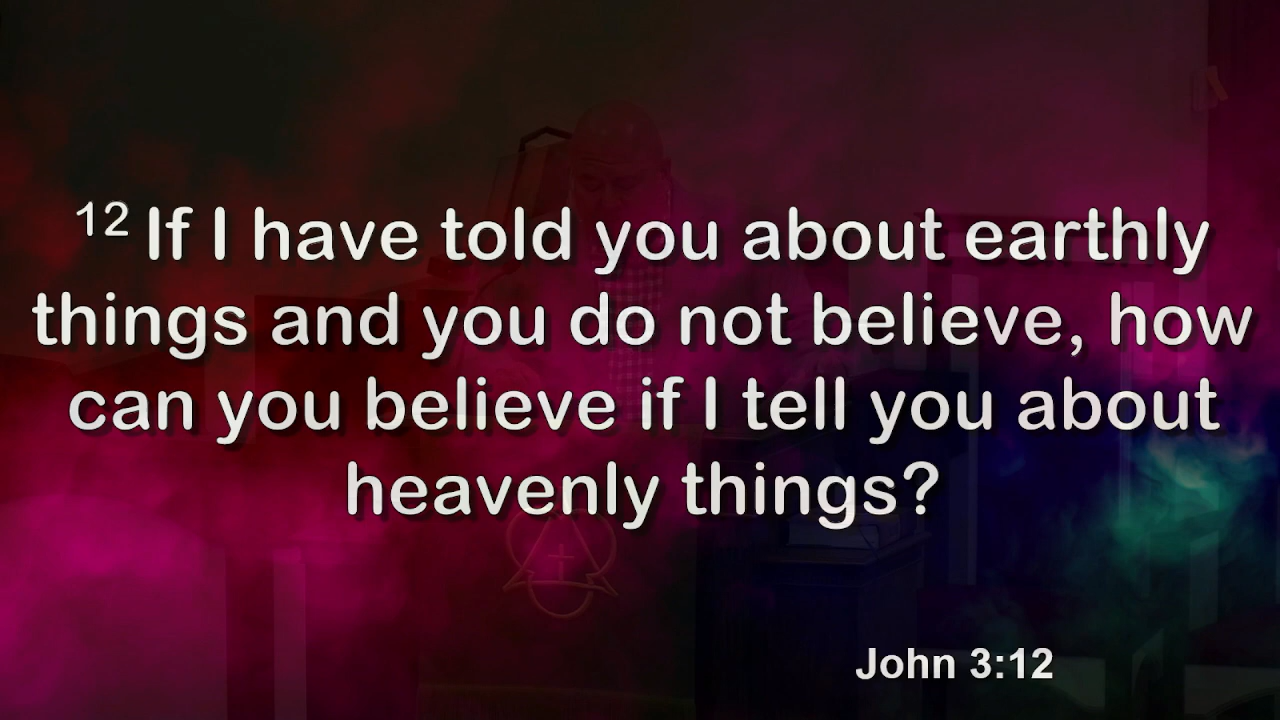 12 If I have told you about earthly
things and you do not believe, how
can you believe if I tell you about
heavenly things?
John 3:12